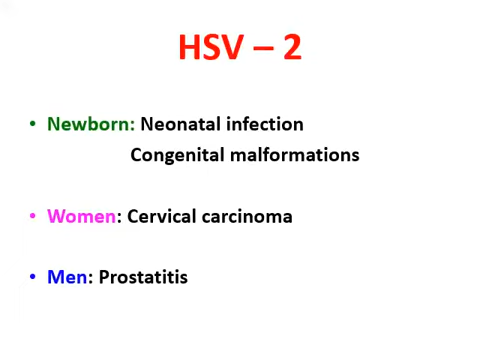 HSV – 2
• Newborn: Neonatal infection
Congenital malformations
• Women: Cervical carcinoma
• Men: Prostatitis